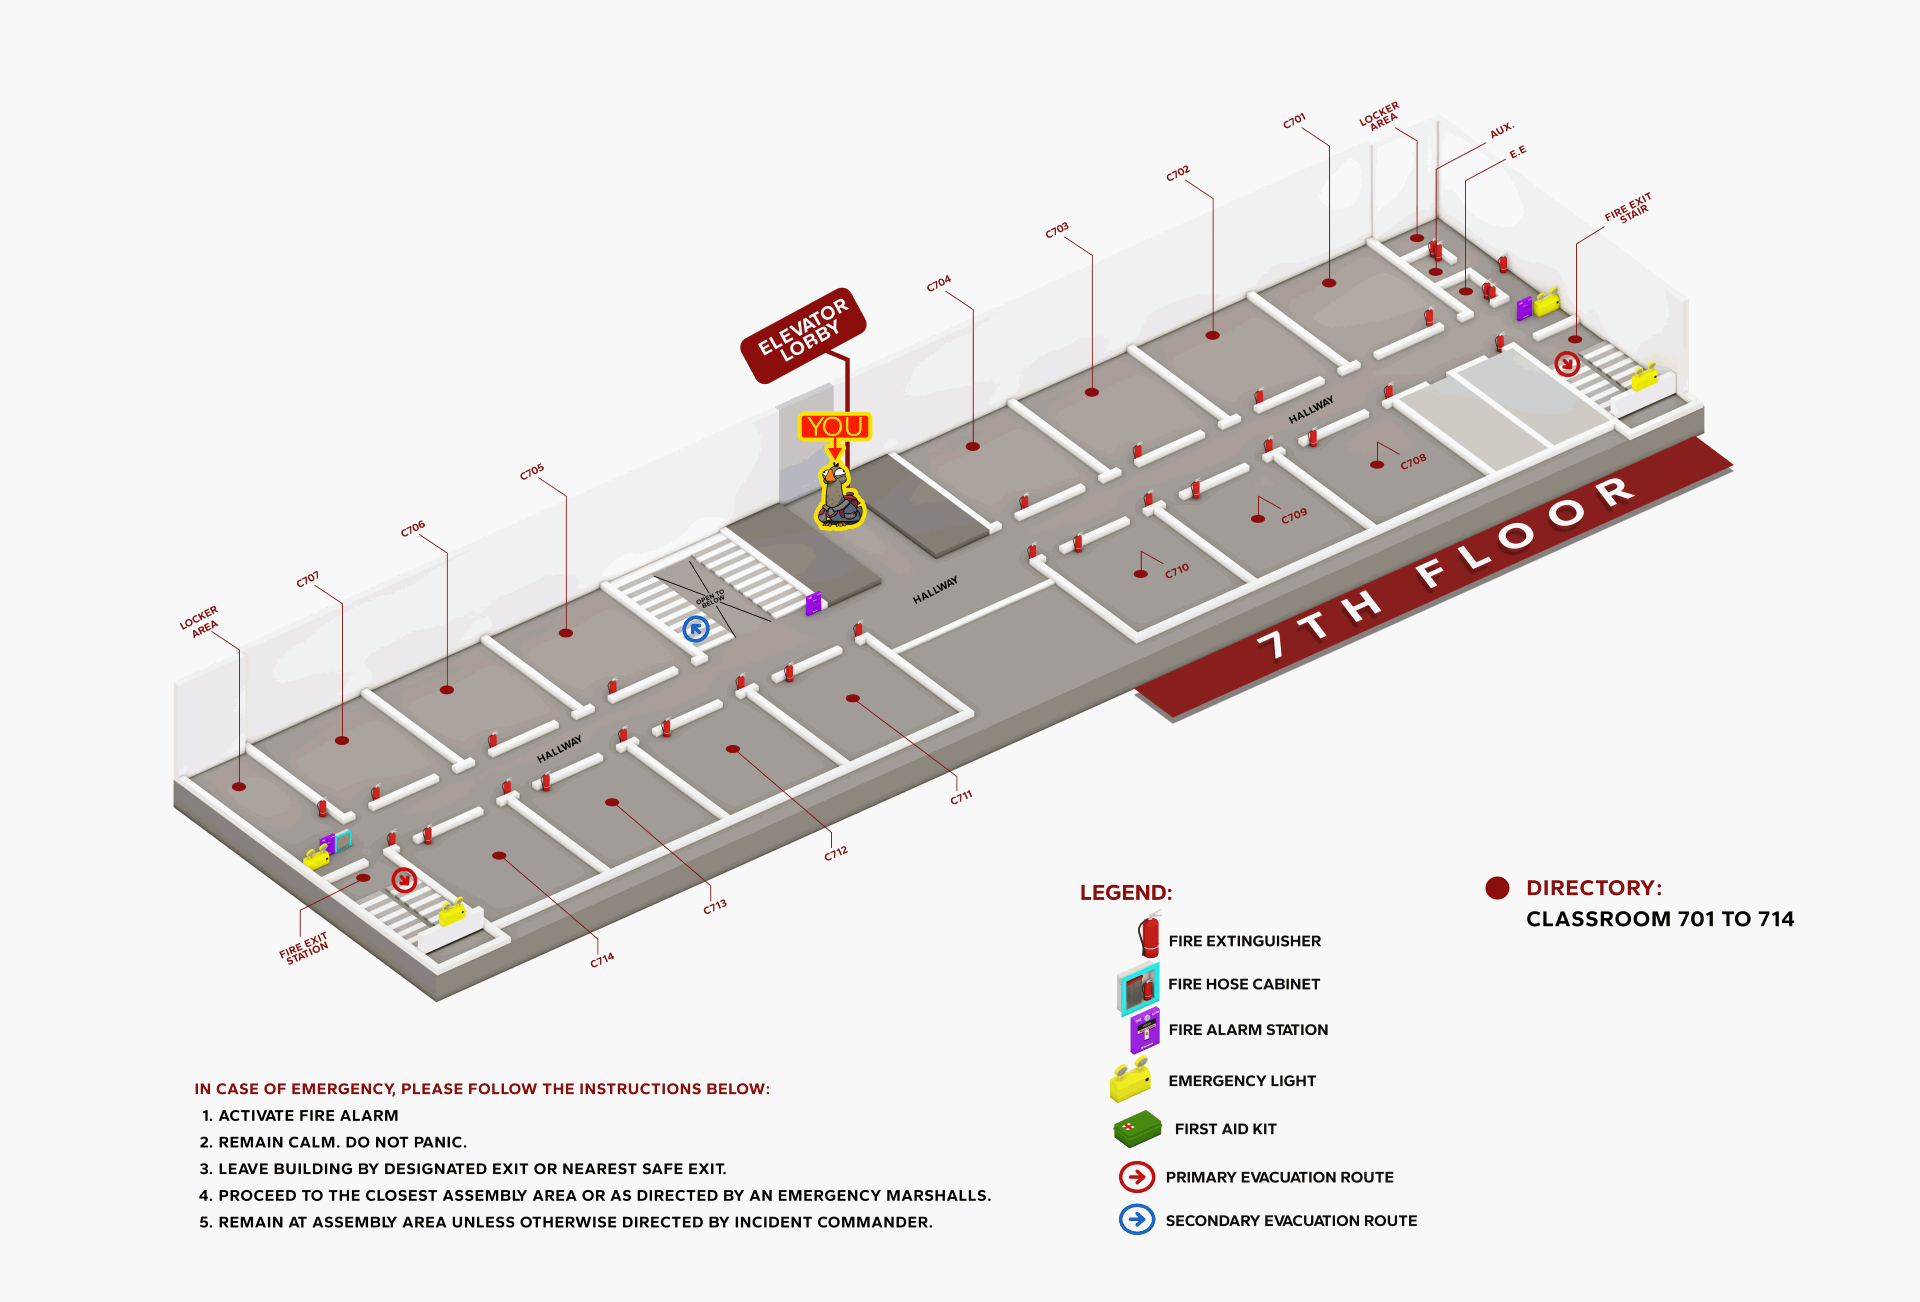 C701
LOCKER
AREA
AUX.
E.E
C702
FIRE EXIT
STAIR
C703
C704
ELEVATOR
LOBBY
YOU
C705
C706
C707
LOCKER
AREA
OPEN TO
BELOW
HALLWAY
HALLWAY
HALLWAY
C708
C709
C710
C711
C712
C713
C714
FIRE EXIT
STATION
7TH FLOOR
LEGEND:
FIRE EXTINGUISHER
FIRE HOSE CABINET
FIRE ALARM STATION
EMERGENCY LIGHT
FIRST AID KIT
PRIMARY EVACUATION ROUTE
SECONDARY EVACUATION ROUTE
DIRECTORY:
CLASSROOM 701 TO 714
IN CASE OF EMERGENCY, PLEASE FOLLOW THE INSTRUCTIONS BELOW:
1. ACTIVATE FIRE ALARM
2. REMAIN CALM. DO NOT PANIC.
3. LEAVE BUILDING BY DESIGNATED EXIT OR NEAREST SAFE EXIT.
4. PROCEED TO THE CLOSEST ASSEMBLY AREA OR AS DIRECTED BY AN EMERGENCY MARSHALLS.
5. REMAIN AT ASSEMBLY AREA UNLESS OTHERWISE DIRECTED BY INCIDENT COMMANDER.